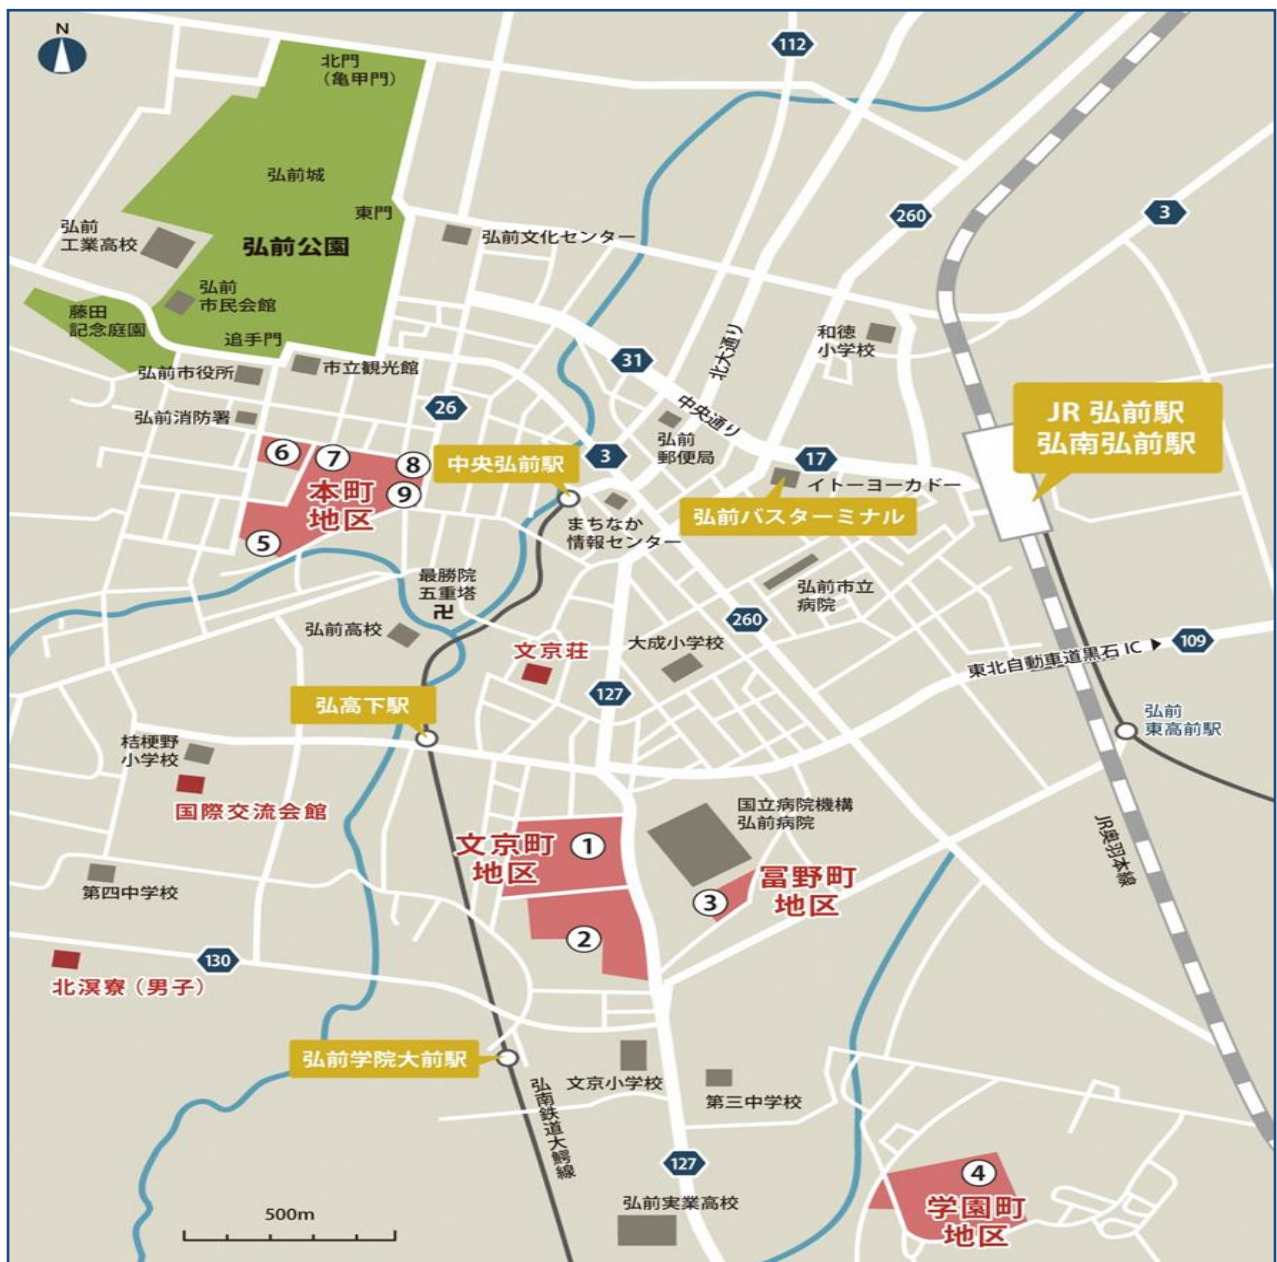 N
112
北門
(亀甲門)
弘前城
260
3
東門
弘前
工業高校
弘前文化センター
弘前公園
弘前
市民会館
藤田
記念庭園
追手門
和徳
小学校
北大通り
31
弘前市役所
市立観光館
中央通り
JR 弘前駅
弘南弘前駅
26
弘前消防署
弘前
郵便局
⑥
⑦
⑧
中央弘前駅
3
17
イトーヨーカドー
本町
地区
⑨
弘前バスターミナル
⑤
まちなか
情報センター
最勝院
五重塔
卍
弘前市立
病院
弘前高校
260
文京荘
大成小学校
東北自動車道黒石 IC ▶
109
127
弘高下駅
弘前
東高前駅
桔梗野
小学校
国際交流会館
国立病院機構
弘前病院
JR奥羽本線
文京町
地区
①
第四中学校
冨野町
地区
③
②
130
北溟寮（男子）
弘前学院大前駅
弘南鉄道大鰐線
文京小学校
第三中学校
127
④
学園町
地区
弘前実業高校
500m